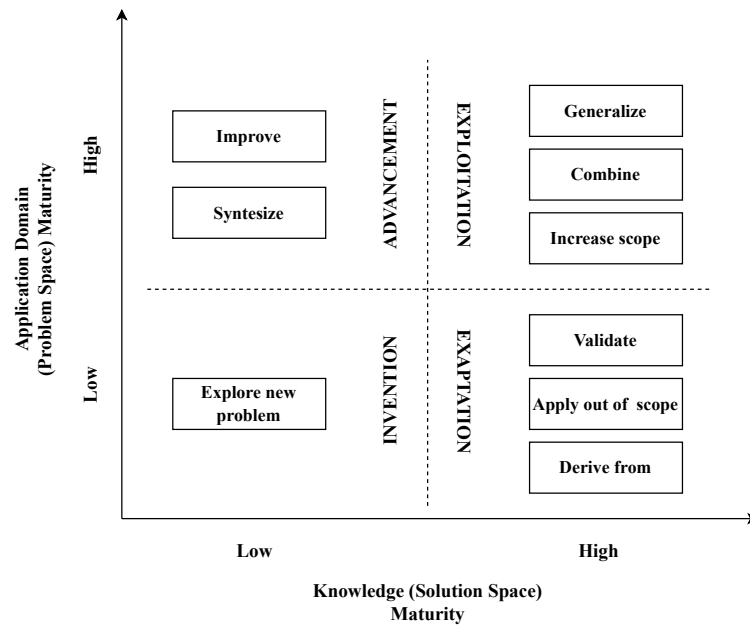 Application Domain
(Problem Space) Maturity
High
Low
Improve
Syntesize
ADVANCEMENT
EXPLOITATION
Generalize
Combine
Increase scope
Explore new
problem
INVENTION
EXAPTATION
Validate
Apply out of scope
Derive from
Low
High
Knowledge (Solution Space)
Maturity